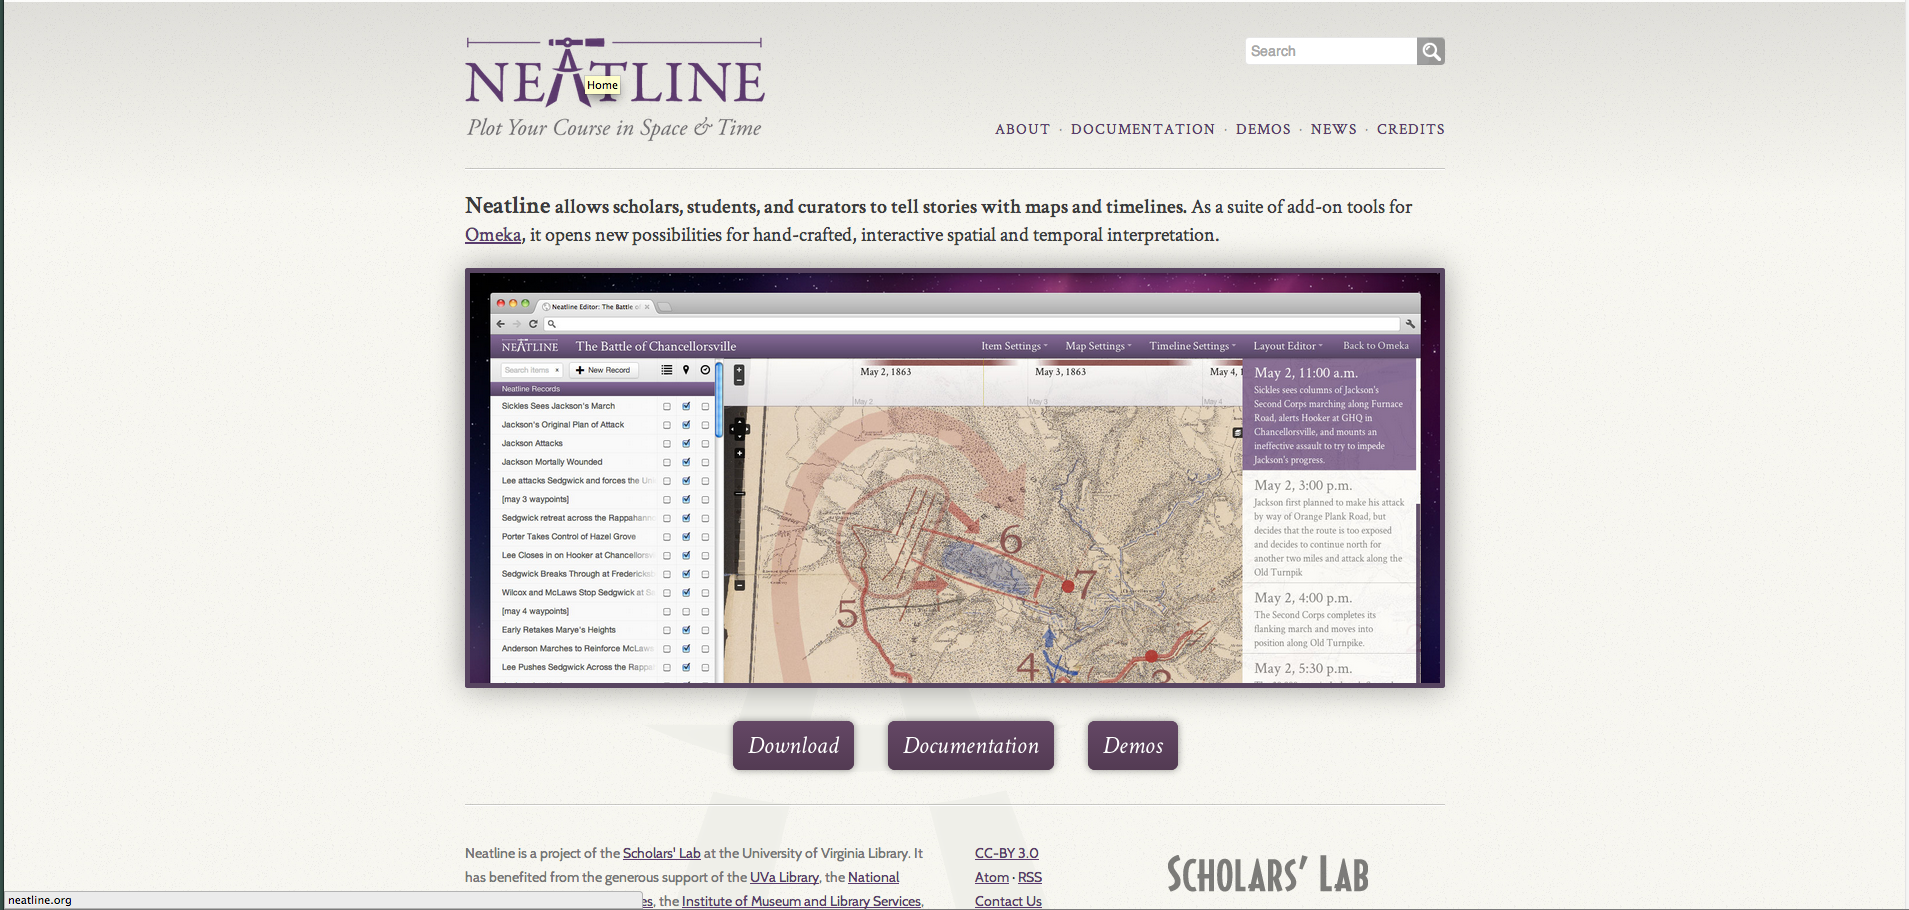 NEATLINE
Home
Plot Your Course in Space & Time
Search
ABOUT · DOCUMENTATION · DEMOS · NEWS · CREDITS
Neatline allows scholars, students, and curators to tell stories with maps and timelines. As a suite of add-on tools for
Omeka, it opens new possibilities for hand-crafted, interactive spatial and temporal interpretation.
Neatline Editor: The Battle of
NEATLINE The Battle of Chancellorsville Item Settings Map Settings Timeline Settings Layout Editor Back to Omeka
Search items × + New Record
Neatline Records
Sickles Sees Jackson's March
Jackson's Original Plan of Attack
Jackson Attacks
Jackson Mortally Wounded
Lee attacks Sedgwick and forces the
[may 3 waypoints]
Sedgwick retreat across the
Porter Takes Control of Hazel Grove
Lee Closes in on Hooker at
Sedgwick Breaks Through at
Wilcox and McLaws Stop Sedgwick at
[may 4 waypoints]
Early Retakes Marye's Heights
Anderson Marches to Reinforce
Lee Pushes Sedgwick Across the
May 2, 1863 May 3, 1863 May 4, 1
May 2 May 3 May 4
6
7
5
4
May 2, 11:00 a.m.
Sickles sees columns of Jackson's
Second Corps marching along Furnace
Road, alerts Hooker at GHQ in
Chancellorsville, and mounts an
ineffective assault to try to impede
Jackson's progress.
May 2, 3:00 p.m.
Jackson first planned to make his attack
by way of Orange Plank Road, but
decides that the route is too exposed
and decides to continue north for
another two miles and attack along the
Old Turnpik
May 2, 4:00 p.m.
The Second Corps completes its
flanking march and moves into
position along Old Turnpike.
May 2, 5:30 p.m.
Download Documentation Demos
Neatline is a project of the Scholars' Lab at the University of Virginia Library. It
has benefited from the generous support of the UVa Library, the National
es, the Institute of Museum and Library Services,
CC-BY 3.0
Atom · RSS
Contact Us
SCHOLARS' LAB
neatline.org